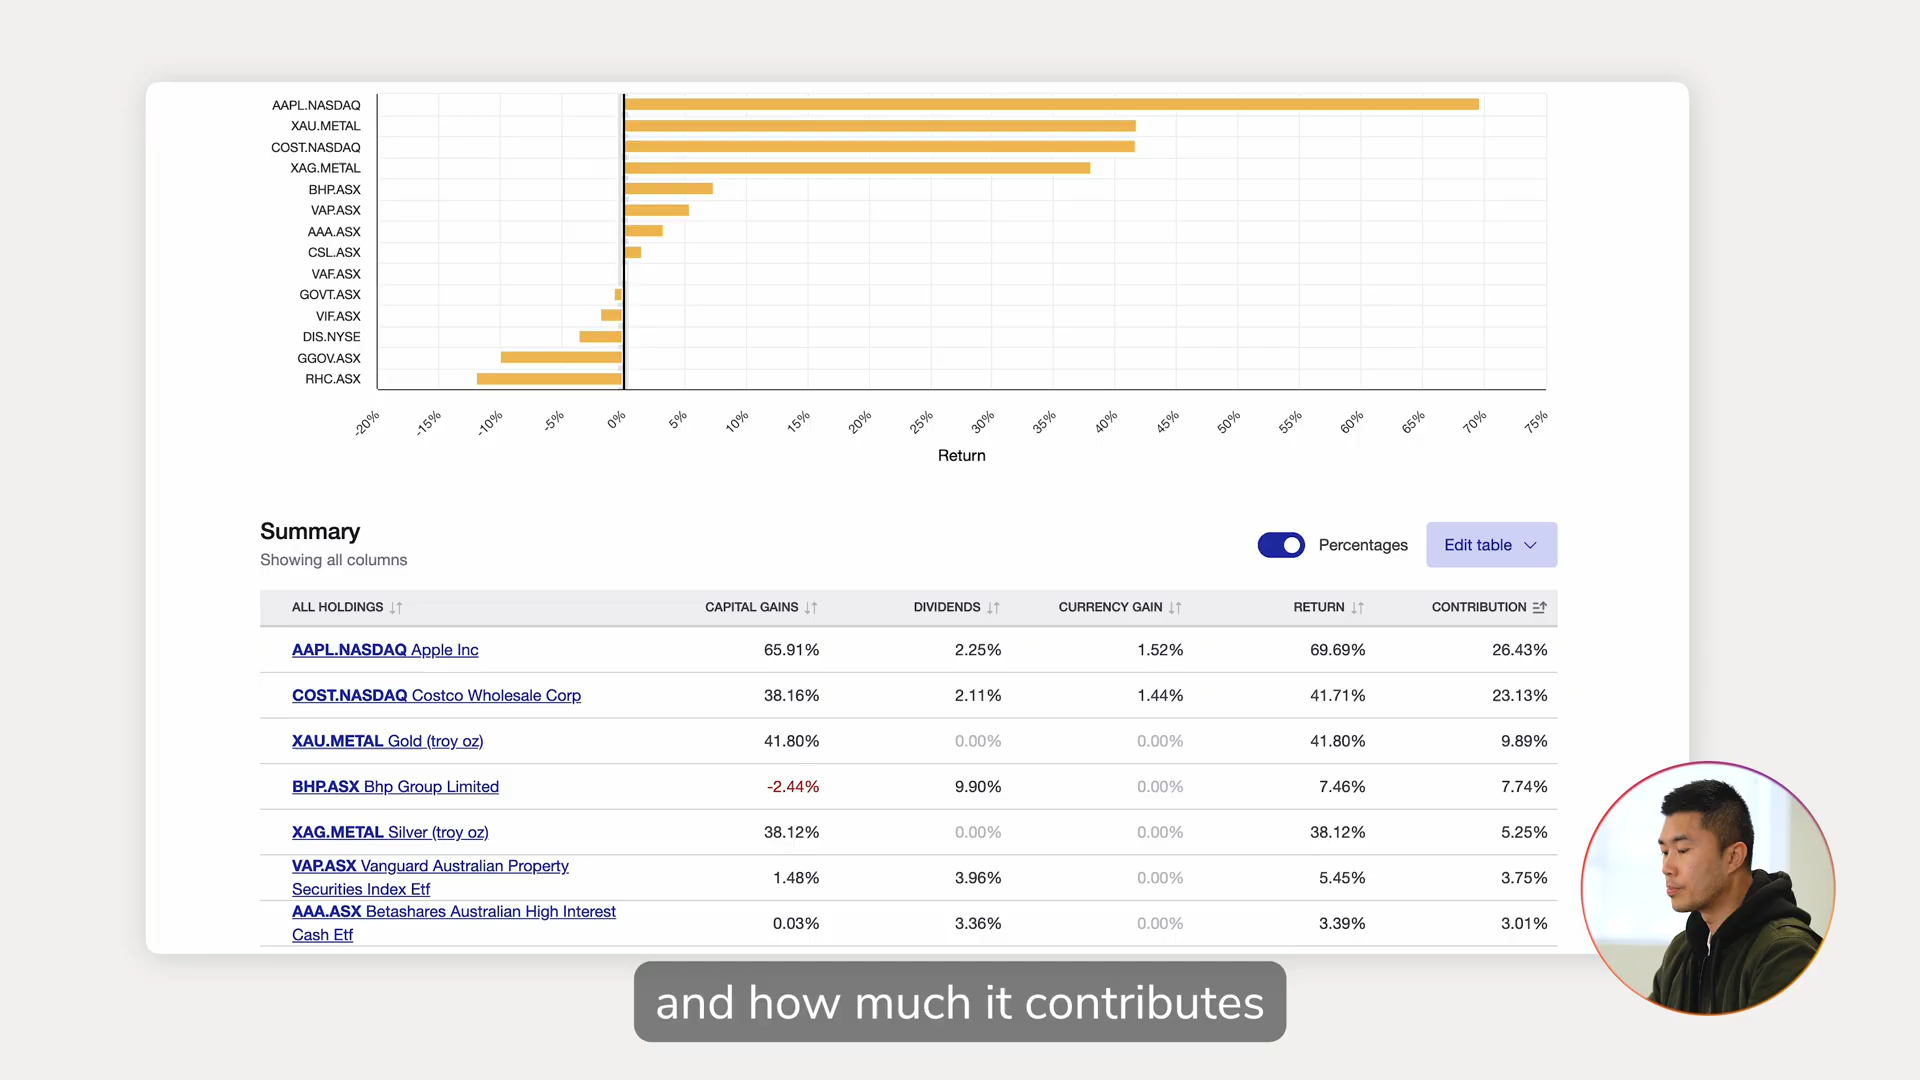 AAPL.NASDAQ
XAU.METAL
COST.NASDAQ
XAG.METAL
BHP.ASX
VAP.ASX
AAA.ASX
CSL.ASX
VAF.ASX
GOVT.ASX
VIF.ASX
DIS.NYSE
GGOV.ASX
RHC.ASX
-20% -15% -10% -5% 0% 5% 10% 15% 20% 25% 30% 35% 40% 45% 50% 55% 60% 65% 70% 75%
Return
Summary
Showing all columns
Percentages
Edit table
ALL HOLDINGS CAPITAL GAINS DIVIDENDS CURRENCY GAIN RETURN CONTRIBUTION
AAPL.NASDAQ Apple Inc 65.91% 2.25% 1.52% 69.69% 26.43%
COST.NASDAQ Costco Wholesale Corp 38.16% 2.11% 1.44% 41.71% 23.13%
XAU.METAL Gold (troy oz) 41.80% 0.00% 0.00% 41.80% 9.89%
BHP.ASX Bhp Group Limited -2.44% 9.90% 0.00% 7.46% 7.74%
XAG.METAL Silver (troy oz) 38.12% 0.00% 0.00% 38.12% 5.25%
VAP.ASX Vanguard Australian Property
Securities Index Etf 1.48% 3.96% 0.00% 5.45% 3.75%
AAA.ASX Betashares Australian High Interest
Cash Etf 0.03% 3.36% 0.00% 3.39% 3.01%
and how much it contributes